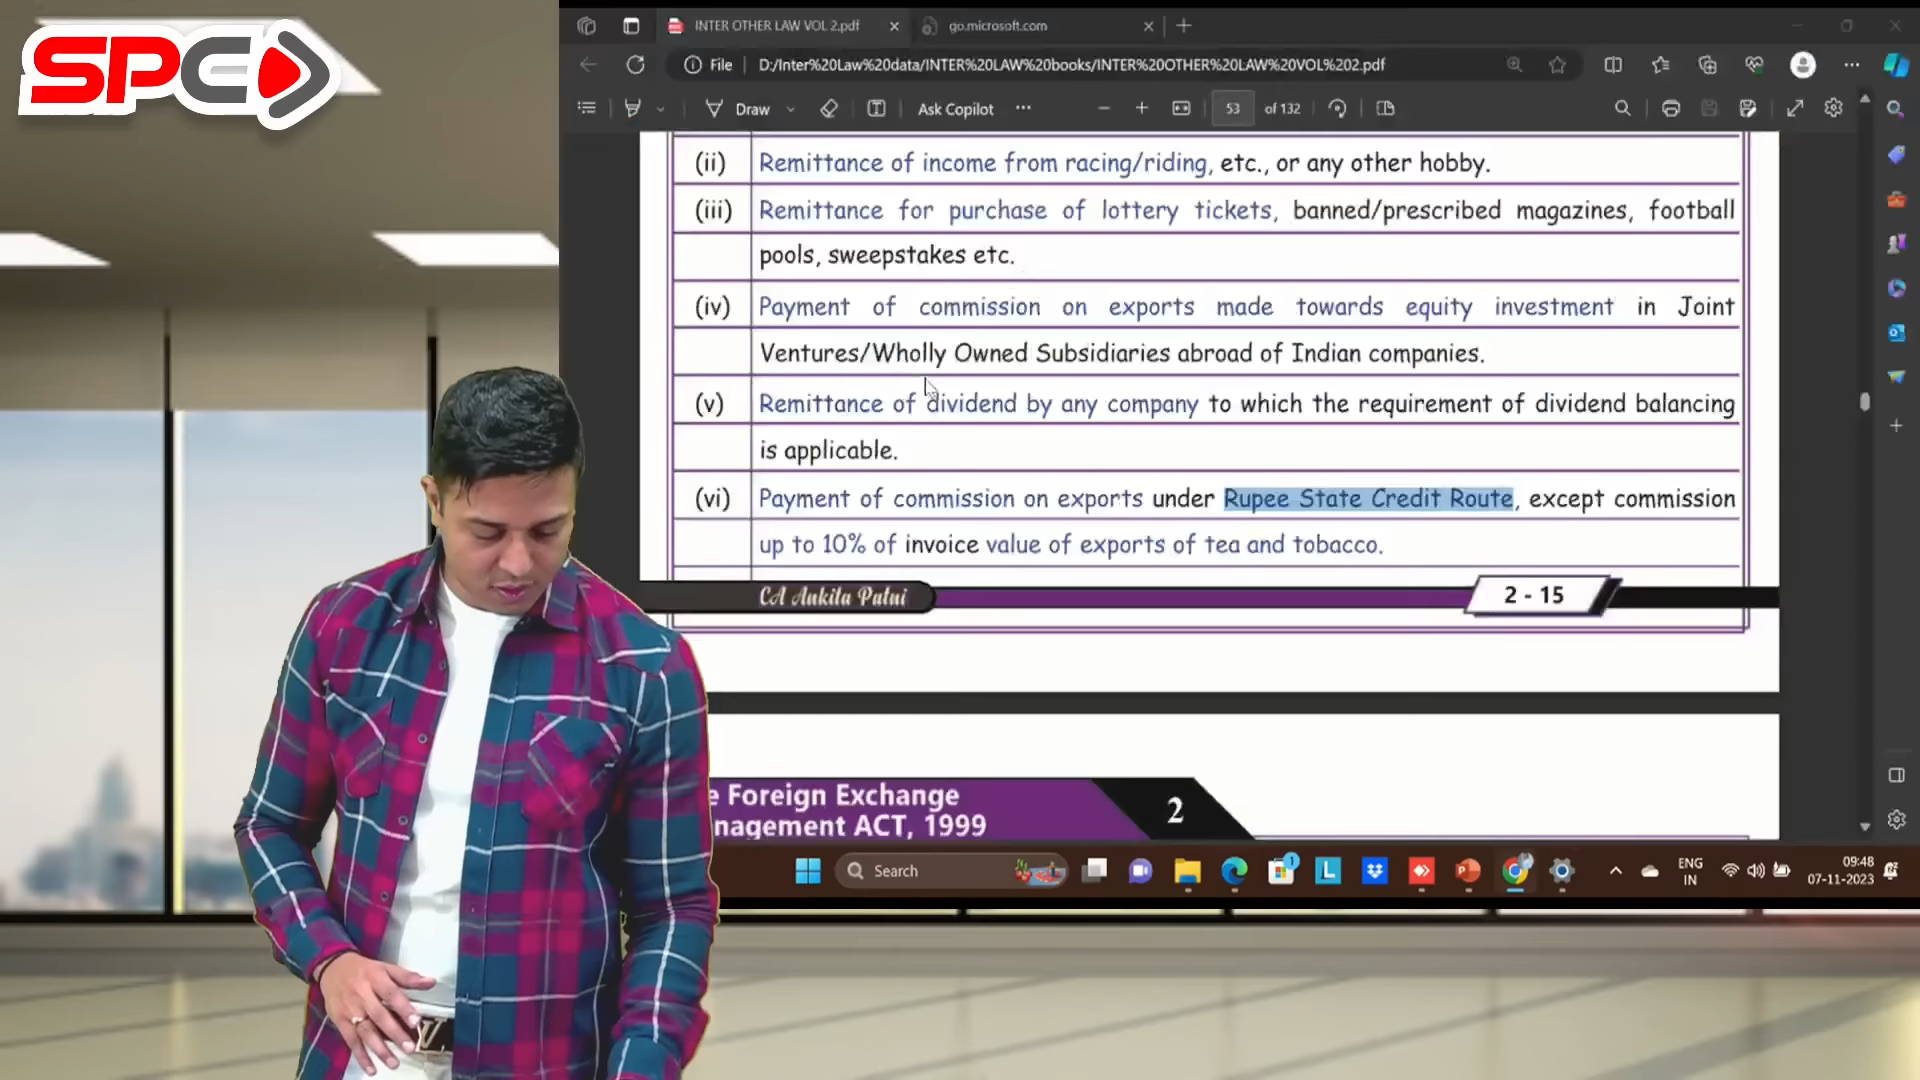 SPC
INTER OTHER LAW VOL 2.pdf
go.microsoft.com
File
D:/Inter%20Law%20data/INTER%20LAW%20books/INTER%20OTHER%20LAW%20VOL%202.pdf
Draw
Ask Copilot
53
of 132
(ii) Remittance of income from racing/riding, etc., or any other hobby.
(iii) Remittance for purchase of lottery tickets, banned/prescribed magazines, football
pools, sweepstakes etc.
(iv) Payment of commission on exports made towards equity investment in Joint
Ventures/Wholly Owned Subsidiaries abroad of Indian companies.
(v) Remittance of dividend by any company to which the requirement of dividend balancing
is applicable.
(vi) Payment of commission on exports under Rupee State Credit Route, except commission
up to 10% of invoice value of exports of tea and tobacco.
CA Ankita Patni
2 - 15
e Foreign Exchange
nagement ACT, 1999
2
Search
1
L
ENG
IN
09:48
07-11-2023